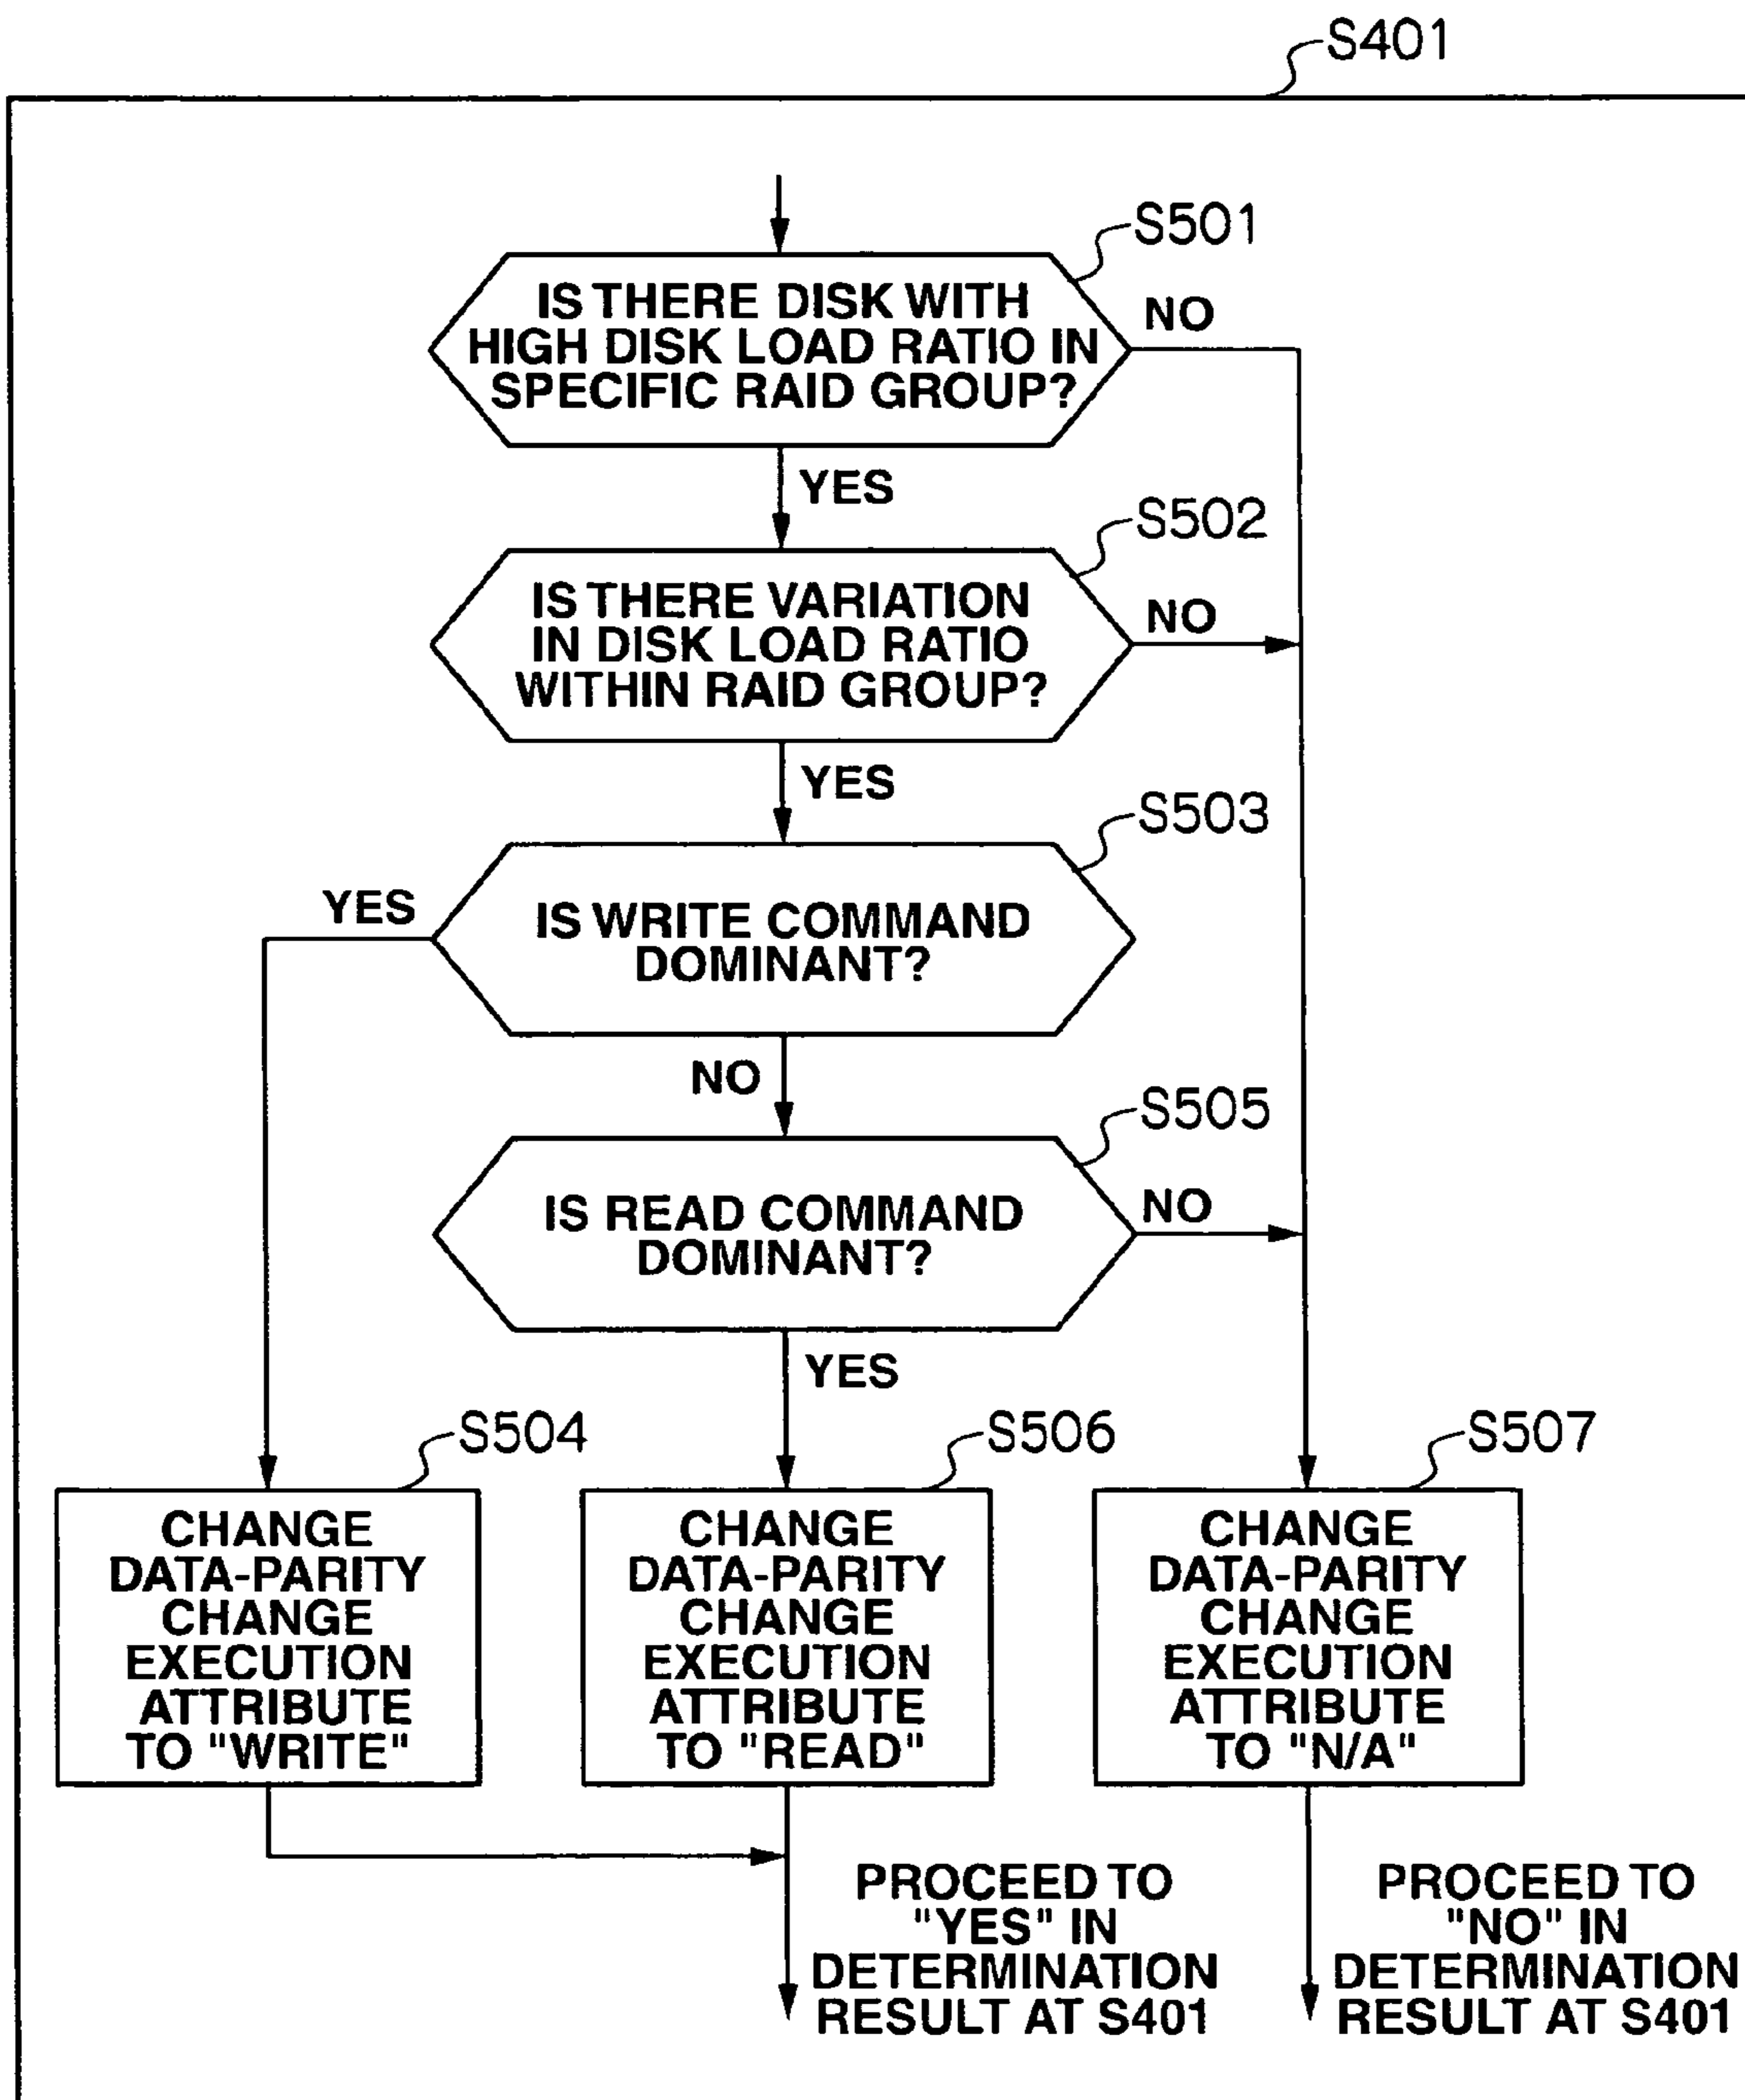 S401
S501
IS THERE DISK WITH
HIGH DISK LOAD RATIO IN
SPECIFIC RAID GROUP?
NO
YES
S502
IS THERE VARIATION
IN DISK LOAD RATIO
WITHIN RAID GROUP?
NO
YES
S503
YES
IS WRITE COMMAND
DOMINANT?
NO
S505
IS READ COMMAND
DOMINANT?
NO
YES
S504
CHANGE
DATA-PARITY
CHANGE
EXECUTION
ATTRIBUTE
TO "WRITE"
S506
CHANGE
DATA-PARITY
CHANGE
EXECUTION
ATTRIBUTE
TO "READ"
S507
CHANGE
DATA-PARITY
CHANGE
EXECUTION
ATTRIBUTE
TO "N/A"
PROCEED TO
"YES" IN
DETERMINATION
RESULT AT S401
PROCEED TO
"NO" IN
DETERMINATION
RESULT AT S401